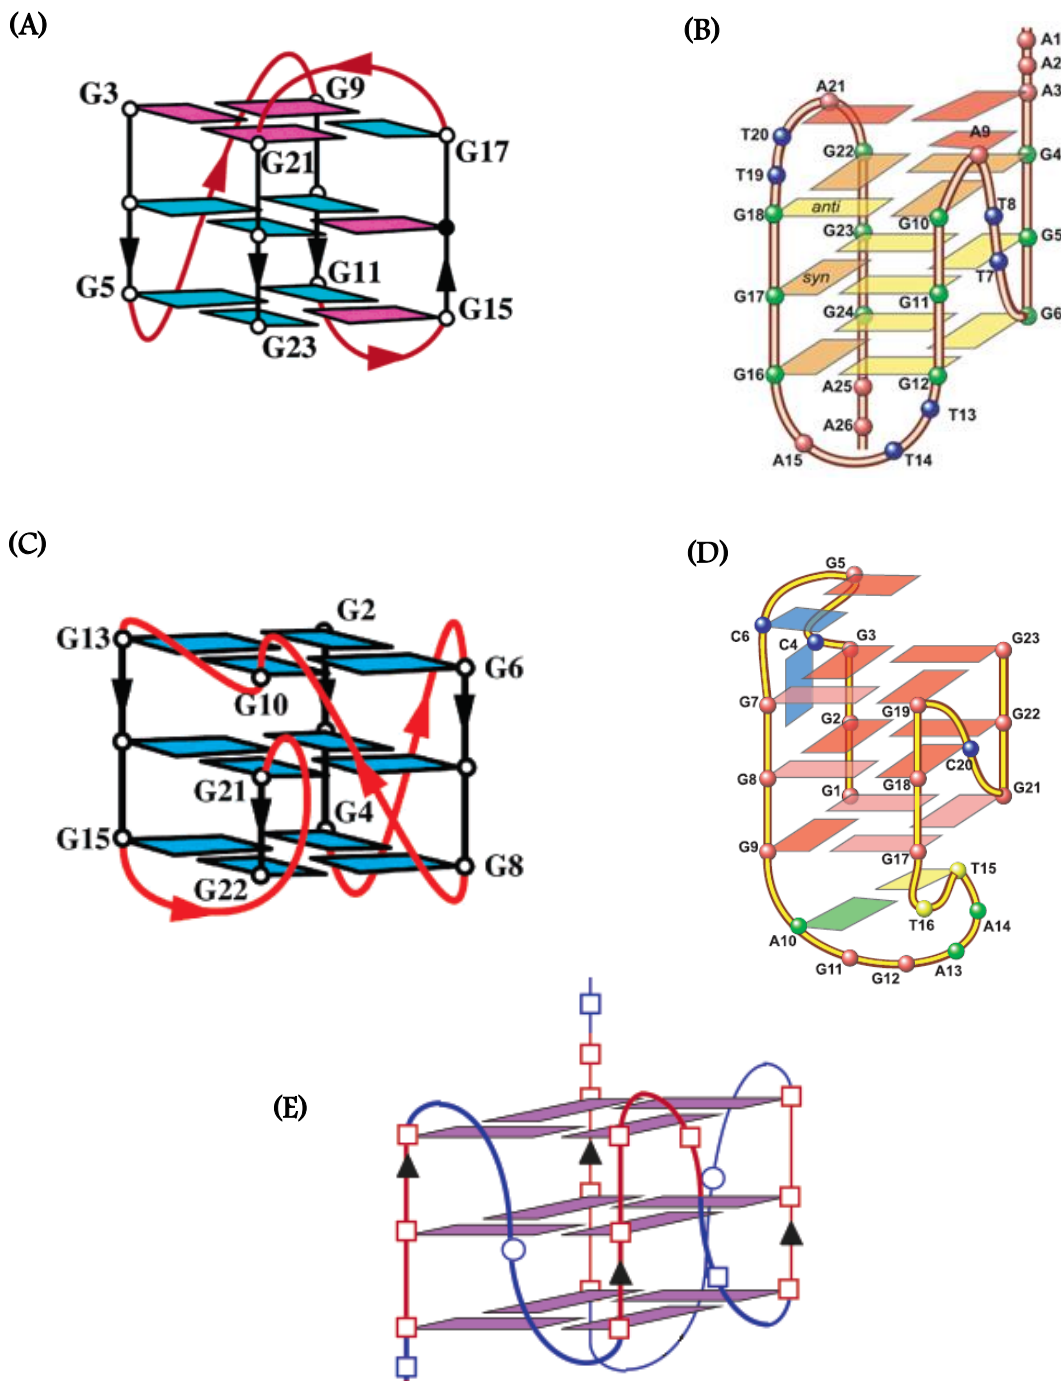 (A)
G3
G9
G21
G17
G5
G11
G15
G23
(B)
A1
A2
A3
A21
A9
T20
G22
G4
T19
T8
anti
G18
G23
G10
G5
T7
syn
G17
G11
G24
G6
G16
A25
G12
T13
A26
A15
T14
(C)
G2
G13
G6
G10
G21
G4
G15
G22
G8
(D)
G5
C6
C4
G3
G23
G7
G2
G19
G22
G8
G1
G18
C20
G21
G9
G17
T15
A10
T16
A14
G11
G12
A13
(E)